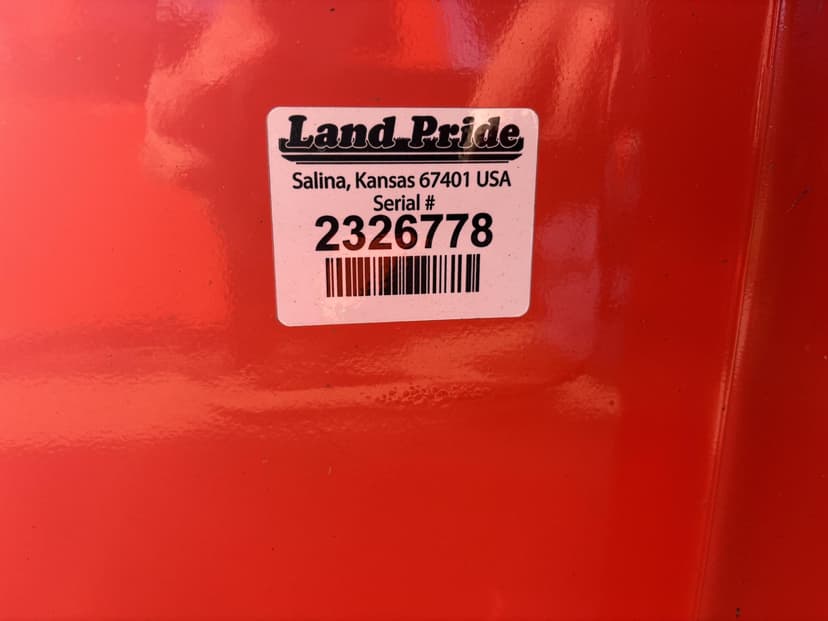 Land Pride
Salina, Kansas 67401 USA
Serial #
2326778